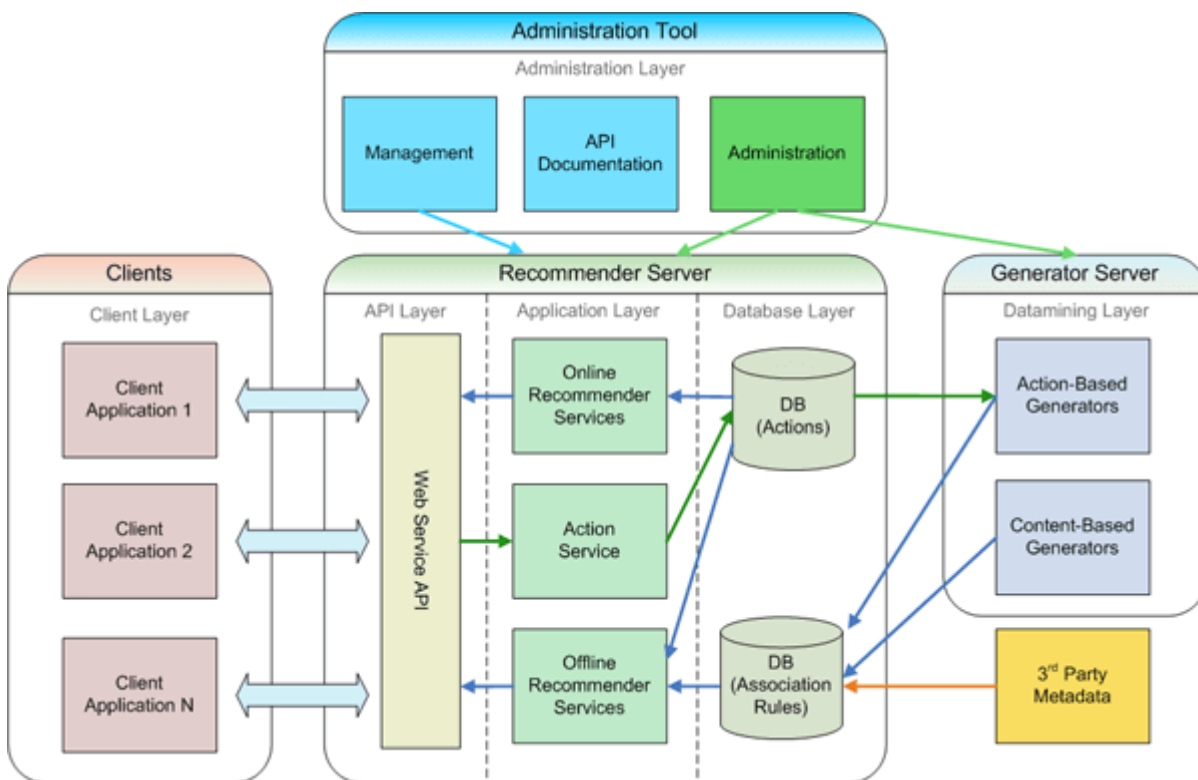 Administration Tool
Administration Layer
Management
API
Documentation
Administration
Clients
Client Layer
Client
Application 1
Client
Application 2
Client
Application N
Recommender Server
API Layer
Application Layer
Database Layer
Web Service API
Online
Recommender
Services
Action
Service
Offline
Recommender
Services
DB
(Actions)
DB
(Association
Rules)
Generator Server
Datamining Layer
Action-Based
Generators
Content-Based
Generators
3rd Party
Metadata